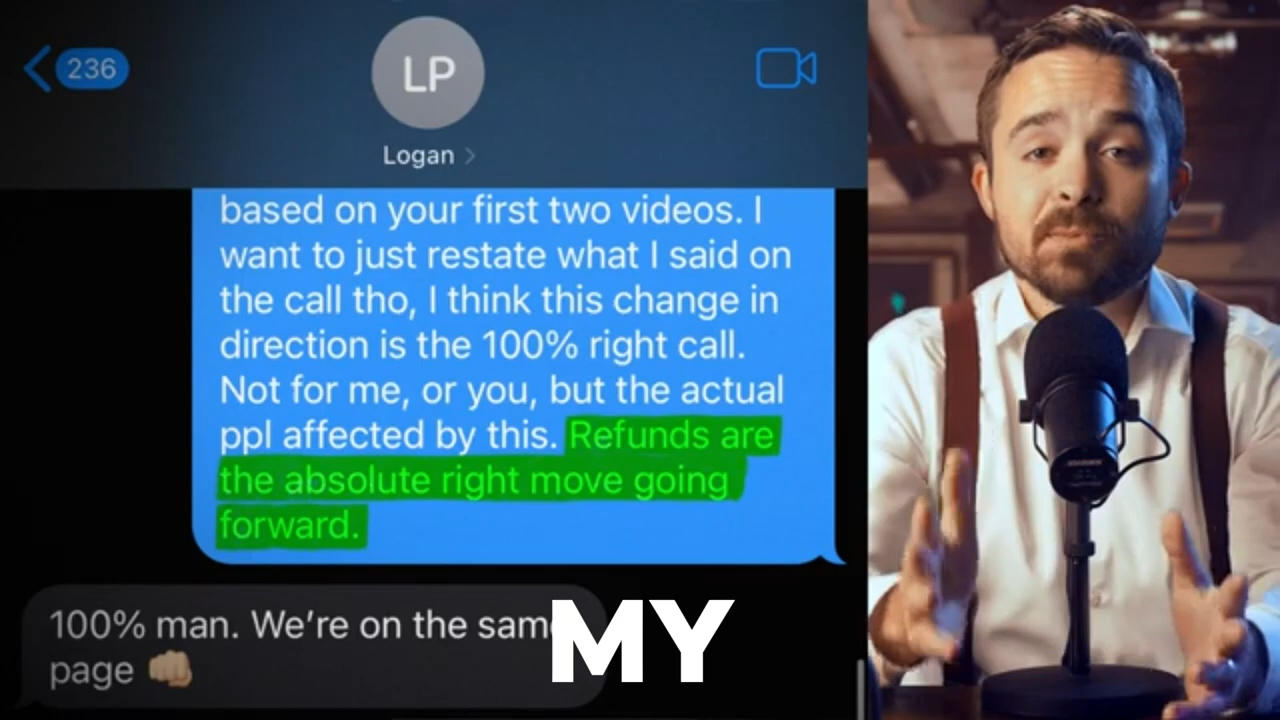 236
LP
Logan
based on your first two videos. I
want to just restate what I said on
the call tho, I think this change in
direction is the 100% right call.
Not for me, or you, but the actual
ppl affected by this. Refunds are
the absolute right move going
forward.
100% man. We’re on the same
page 👊🏼
MY